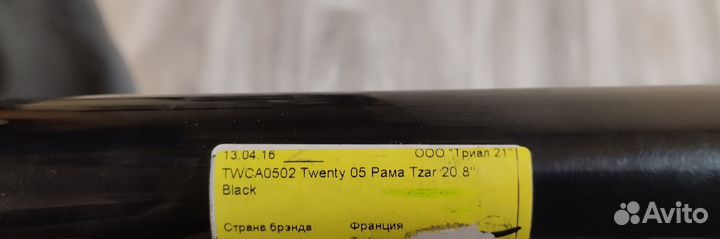 13.04.16 ООО "Триал 21"
TWCA0502 Twenty 05 Рама Tzar 20.8"
Black
Страна брэнда Франция
Avito